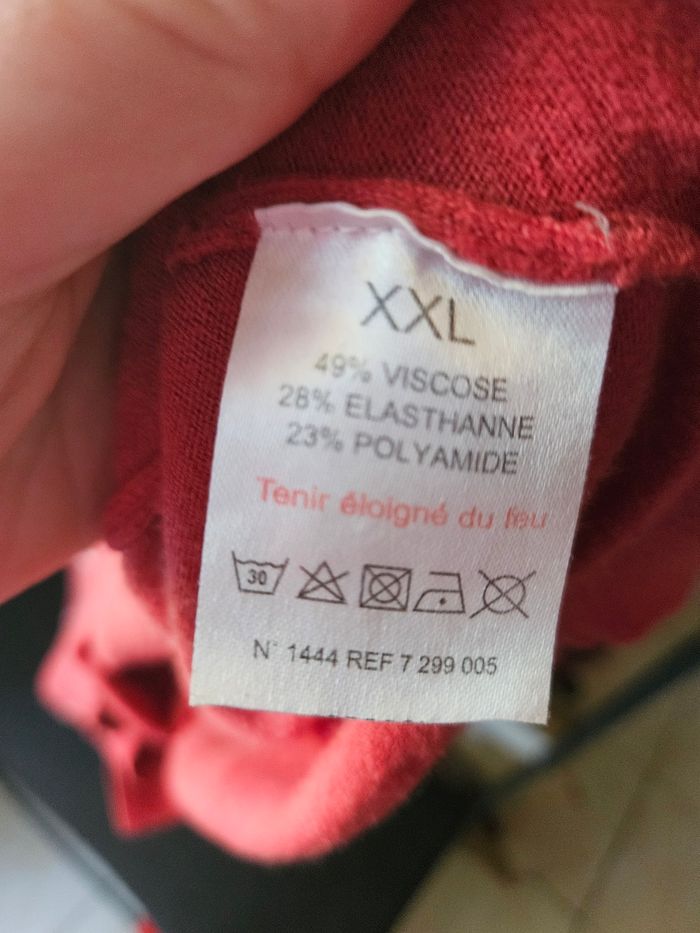 XXL
49% VISCOSE
28% ELASTHANNE
23% POLYAMIDE
Tenir éloigné du feu
30
N° 1444 REF 7 299 005